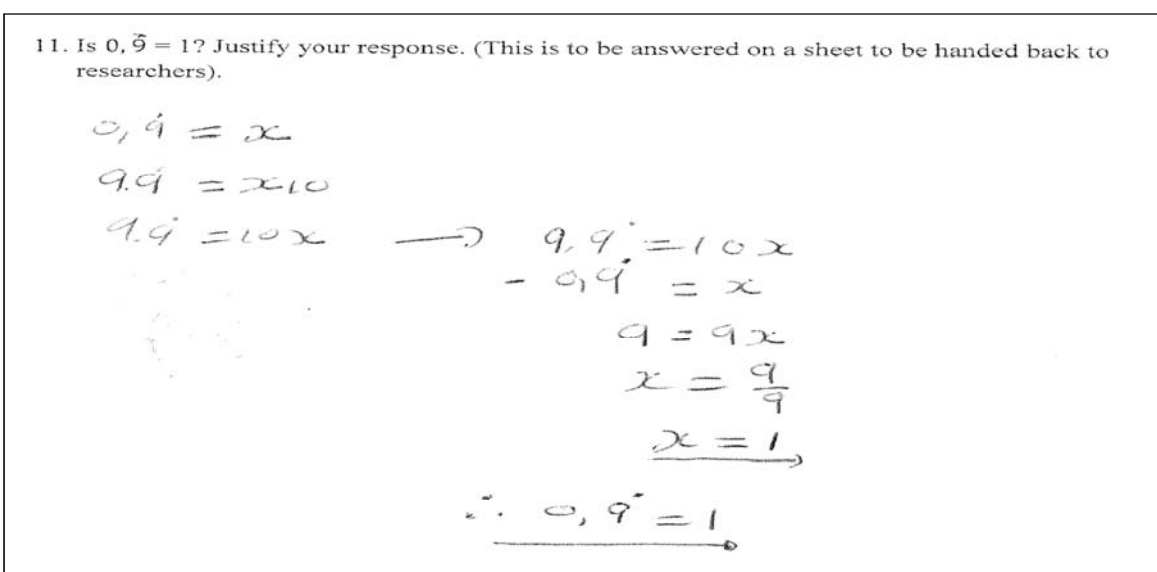 11. Is 0, 9̄ = 1? Justify your response. (This is to be answered on a sheet to be handed back to
researchers).
0, 9̇ = x
9.9̇ = x10
9.9̇ = 10x → 9,9̇ = 10x
- 0,9̇ = x
9 = 9x
x = 9/9
x = 1
∴ 0, 9̇ = 1